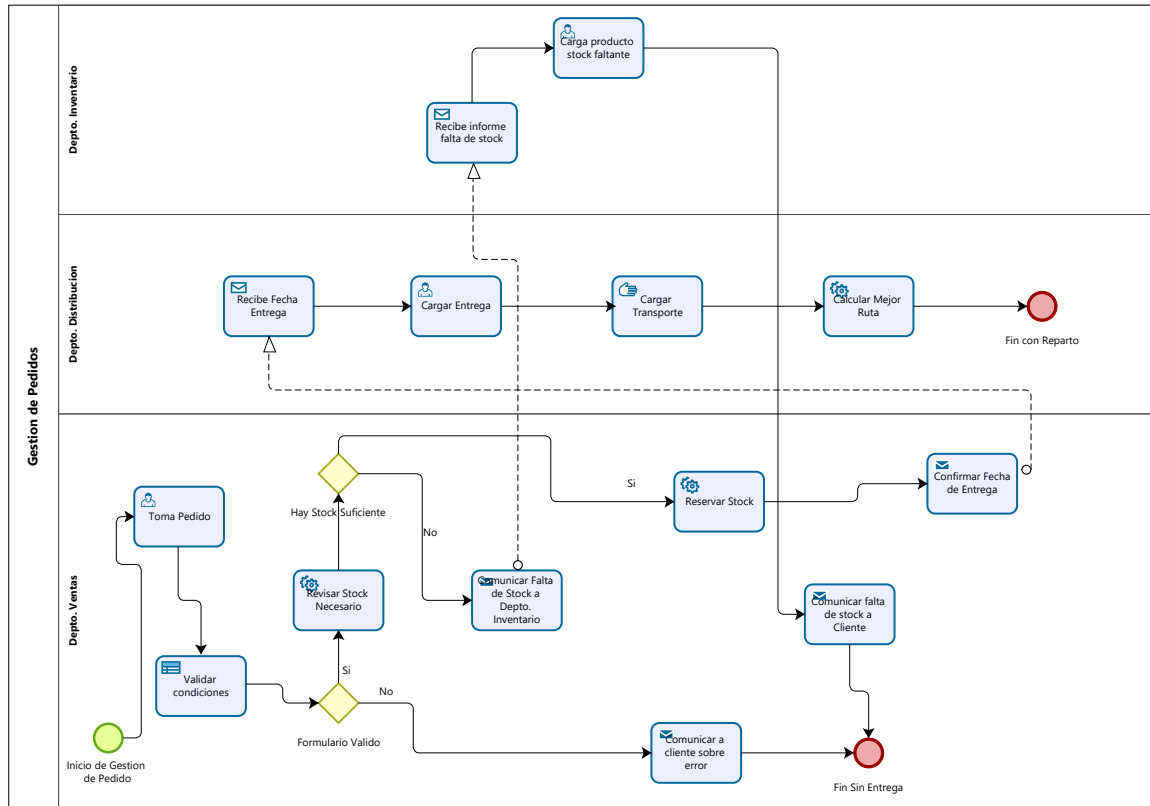 Gestion de Pedidos
Depto. Inventario
Carga producto
stock faltante
Recibe informe
falta de stock
Depto. Distribucion
Recibe Fecha
Entrega
Cargar Entrega
Cargar
Transporte
Calcular Mejor
Ruta
Fin con Reparto
Depto. Ventas
Toma Pedido
Hay Stock Suficiente
Si
Reservar Stock
Confirmar Fecha
de Entrega
No
Revisar Stock
Necesario
Comunicar Falta
de Stock a
Depto.
Inventario
Comunicar falta
de stock a
Cliente
Validar
condiciones
Si
No
Formulario Valido
Comunicar a
cliente sobre
error
Inicio de Gestion
de Pedido
Fin Sin Entrega